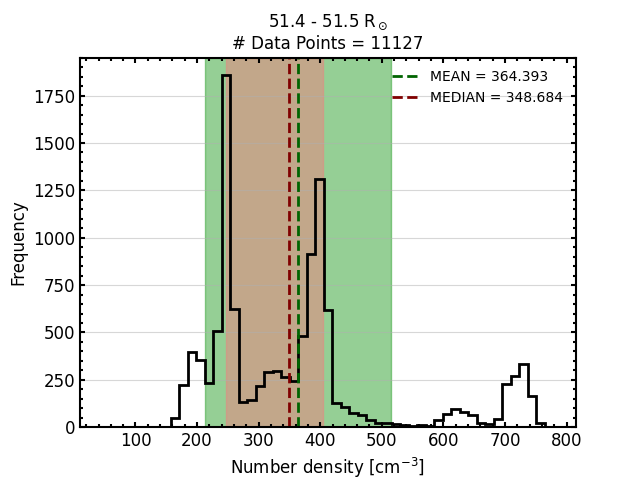 51.4 - 51.5 R⊙
# Data Points = 11127
MEAN = 364.393
MEDIAN = 348.684
Frequency
1750
1500
1250
1000
750
500
250
0
100 200 300 400 500 600 700 800
Number density [cm⁻³]